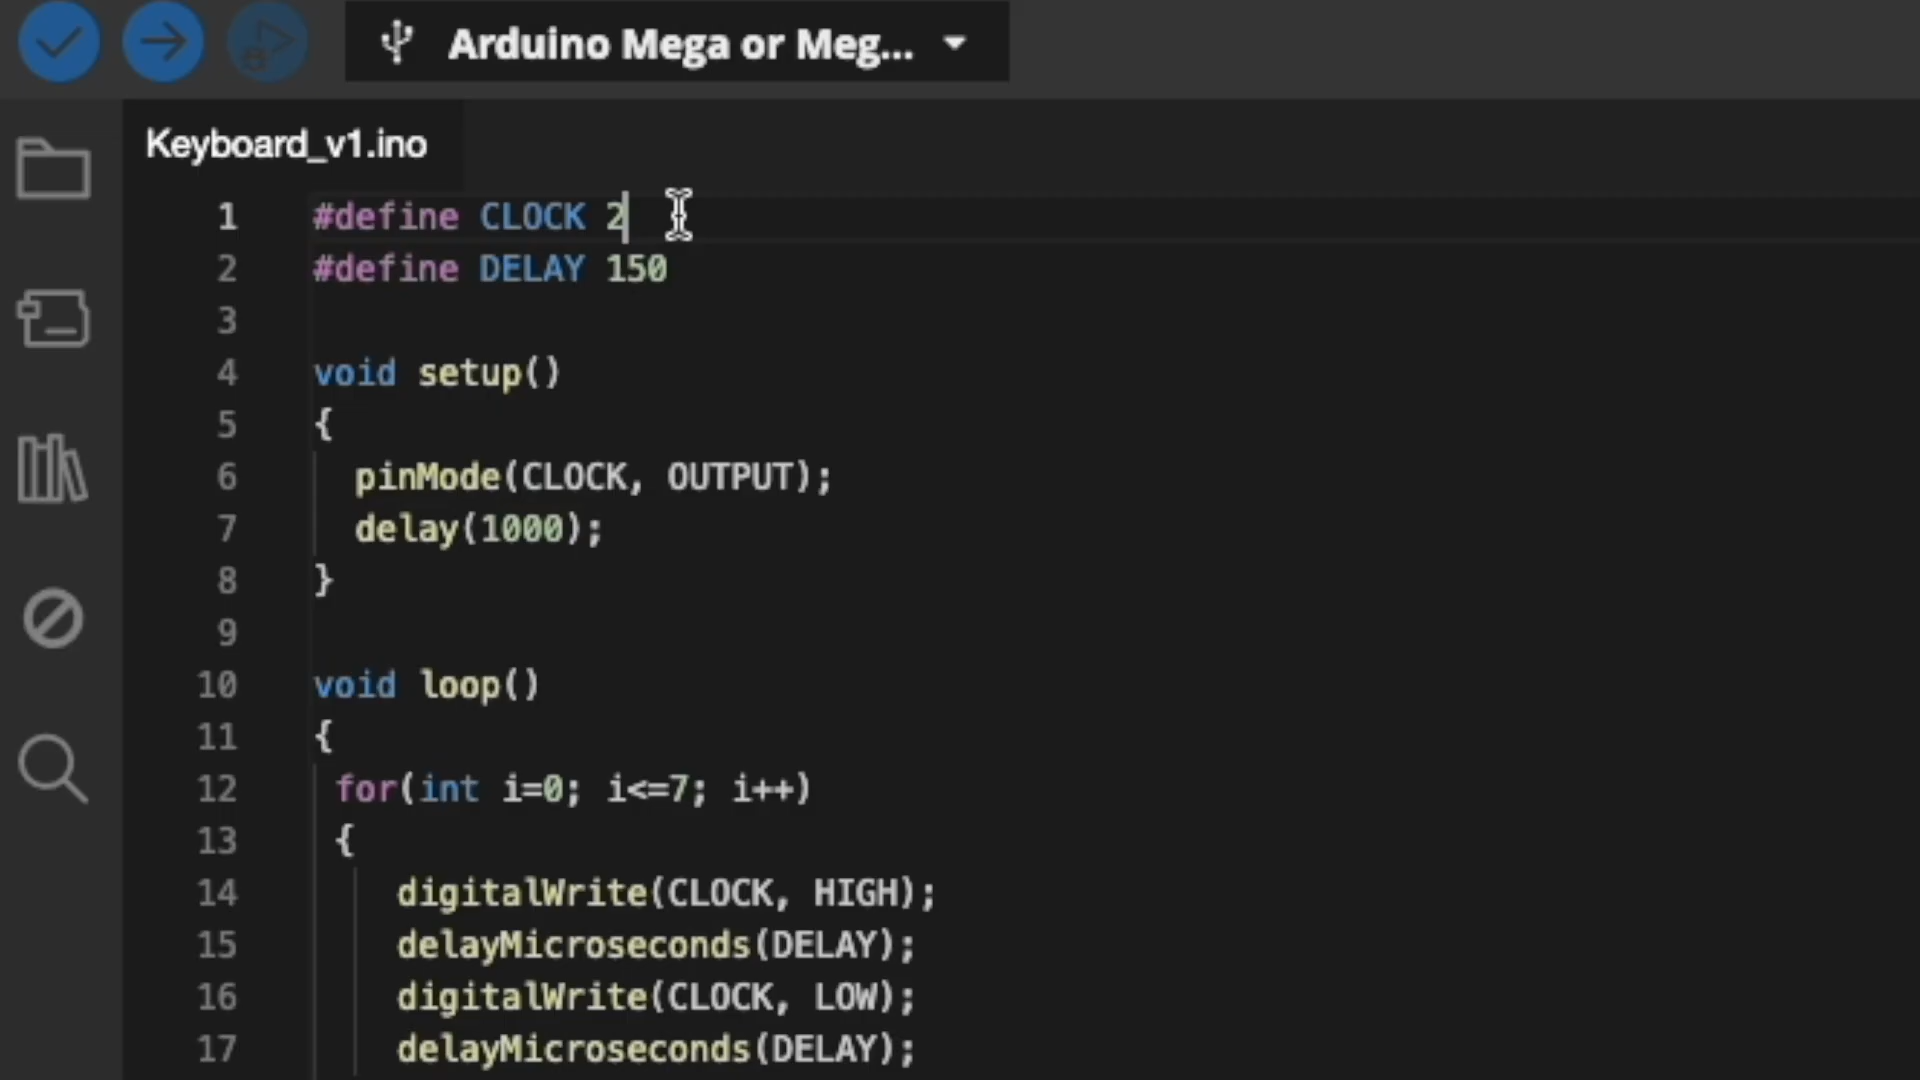 Arduino Mega or Meg...
Keyboard_v1.ino
1 #define CLOCK 2
2 #define DELAY 150
3
4 void setup()
5 {
6 pinMode(CLOCK, OUTPUT);
7 delay(1000);
8 }
9
10 void loop()
11 {
12 for(int i=0; i<=7; i++)
13 {
14 digitalWrite(CLOCK, HIGH);
15 delayMicroseconds(DELAY);
16 digitalWrite(CLOCK, LOW);
17 delayMicroseconds(DELAY);